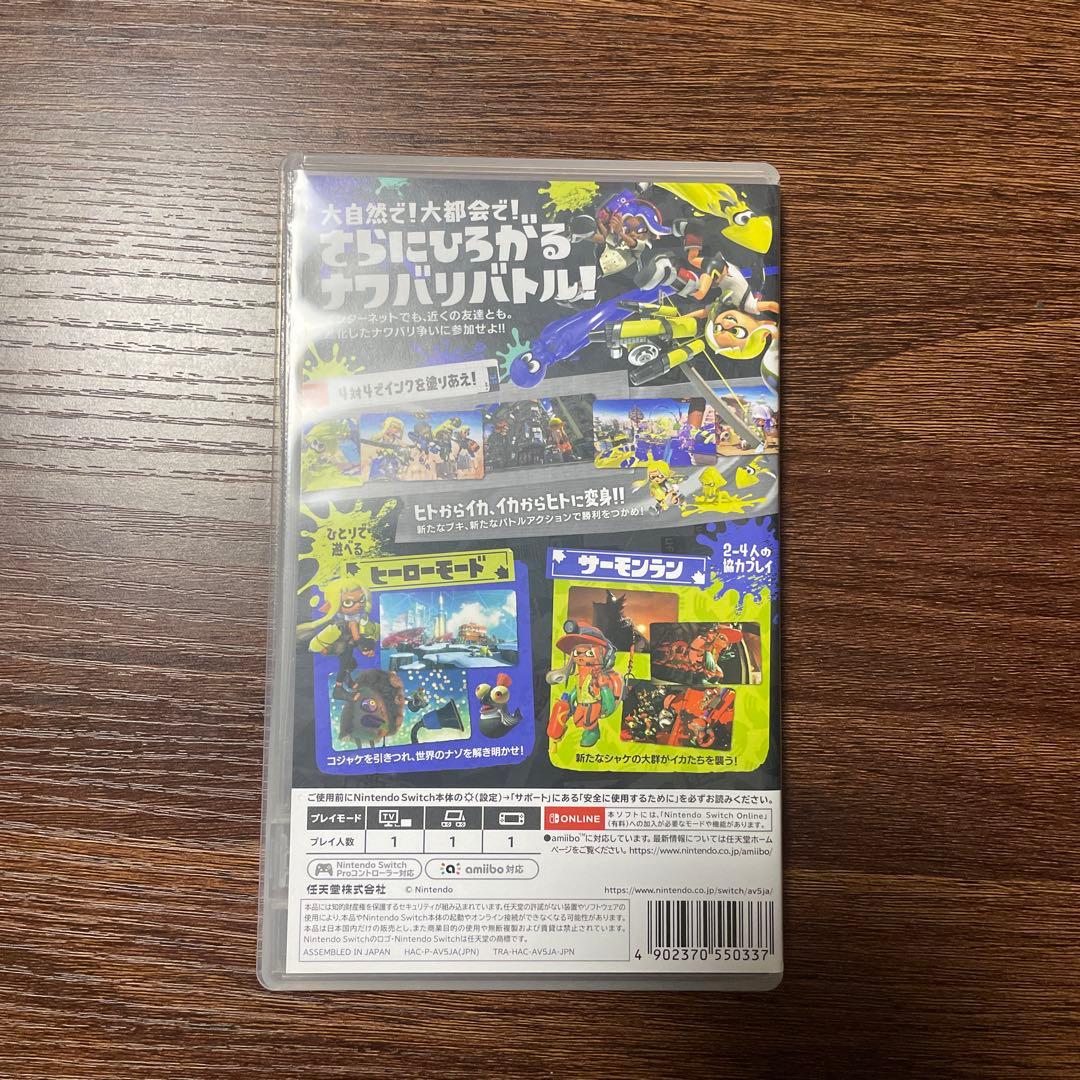 大自然で!大都会で!
さらにひろがる
ナワバリバトル!
ターネットでも、近くの友達とも。
化したナワバリ争いに参加せよ!!
4対4でインクを塗りあえ!
ヒトからイカ、イカからヒトに変身!!
新たなブキ、新たなバトルアクションで勝利をつかめ!
ひとりで
遊べる
ヒーローモード
サーモンラン
2-4人の
協力プレイ
コジャケを引きつれ、世界のナゾを解き明かせ!
新たなシャケの大群がイカたちを襲う!
ご使用前にNintendo Switch本体の(設定)→「サポート」にある「安全に使用するために」を必ずお読みください。
プレイモード
TV
プレイ人数 1 1 1
ONLINE
本ソフトには、「Nintendo Switch Online」
(有料)への加入が必要なモードや機能があります。
●amiibo™に対応しています。最新情報については任天堂ホーム
ページをご覧ください。https://www.nintendo.co.jp/amiibo/
Nintendo Switch
Proコントローラー対応
amiibo 対応
任天堂株式会社 © Nintendo
https://www.nintendo.co.jp/switch/av5ja/
本品には知的財産権を保護するセキュリティが組み込まれています。任天堂の許諾がない装置やソフトウェアの
使用により、本品やNintendo Switch本体の起動やオンライン接続ができなくなる可能性があります。
本品は日本国内だけの販売とし、また商業目的の使用や無断複製および賃貸は禁止されています。
Nintendo Switchのロゴ・Nintendo Switchは任天堂の商標です。
ASSEMBLED IN JAPAN HAC-P-AV5JA(JPN) TRA-HAC-AV5JA-JPN
4 902370 550337